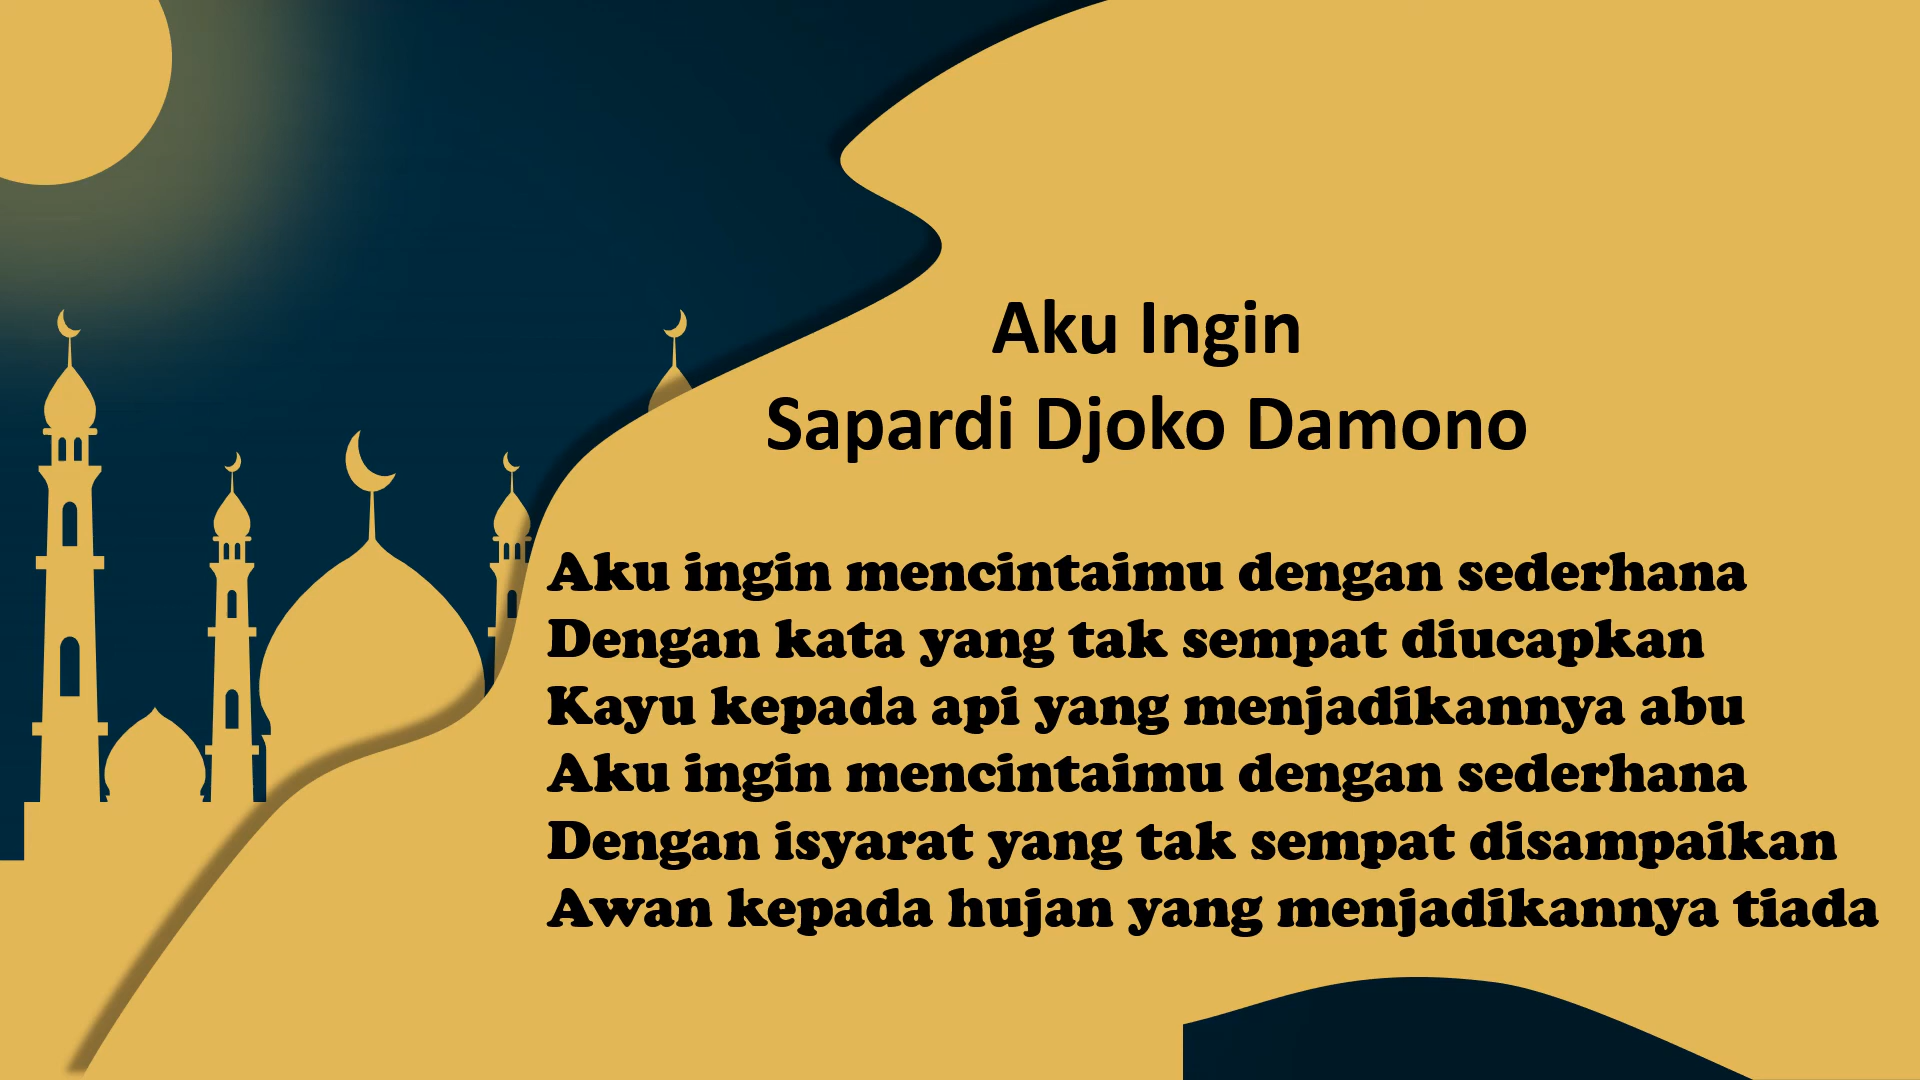 Aku Ingin
Sapardi Djoko Damono
Aku ingin mencintaimu dengan sederhana
Dengan kata yang tak sempat diucapkan
Kayu kepada api yang menjadikannya abu
Aku ingin mencintaimu dengan sederhana
Dengan isyarat yang tak sempat disampaikan
Awan kepada hujan yang menjadikannya tiada